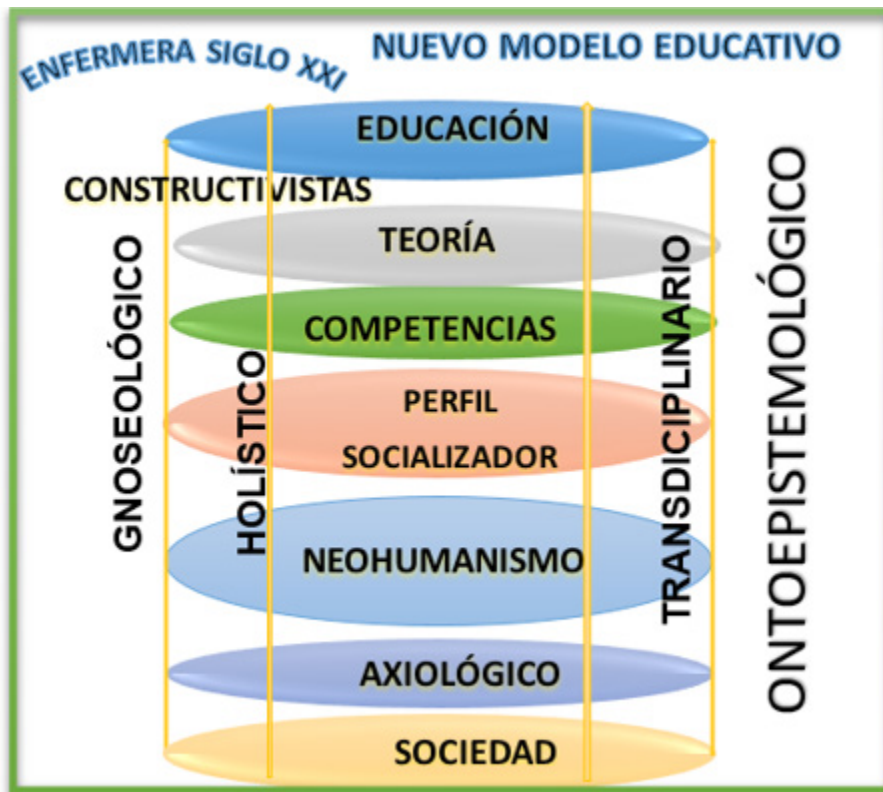 ENFERMERA SIGLO XXI
NUEVO MODELO EDUCATIVO
EDUCACIÓN
CONSTRUCTIVISTAS
TEORÍA
COMPETENCIAS
PERFIL
SOCIALIZADOR
NEOHUMANISMO
AXIOLÓGICO
SOCIEDAD
GNOSEOLÓGICO
HOLÍSTICO
TRANSDICIPLINARIO
ONTOEPISTEMOLÓGICO